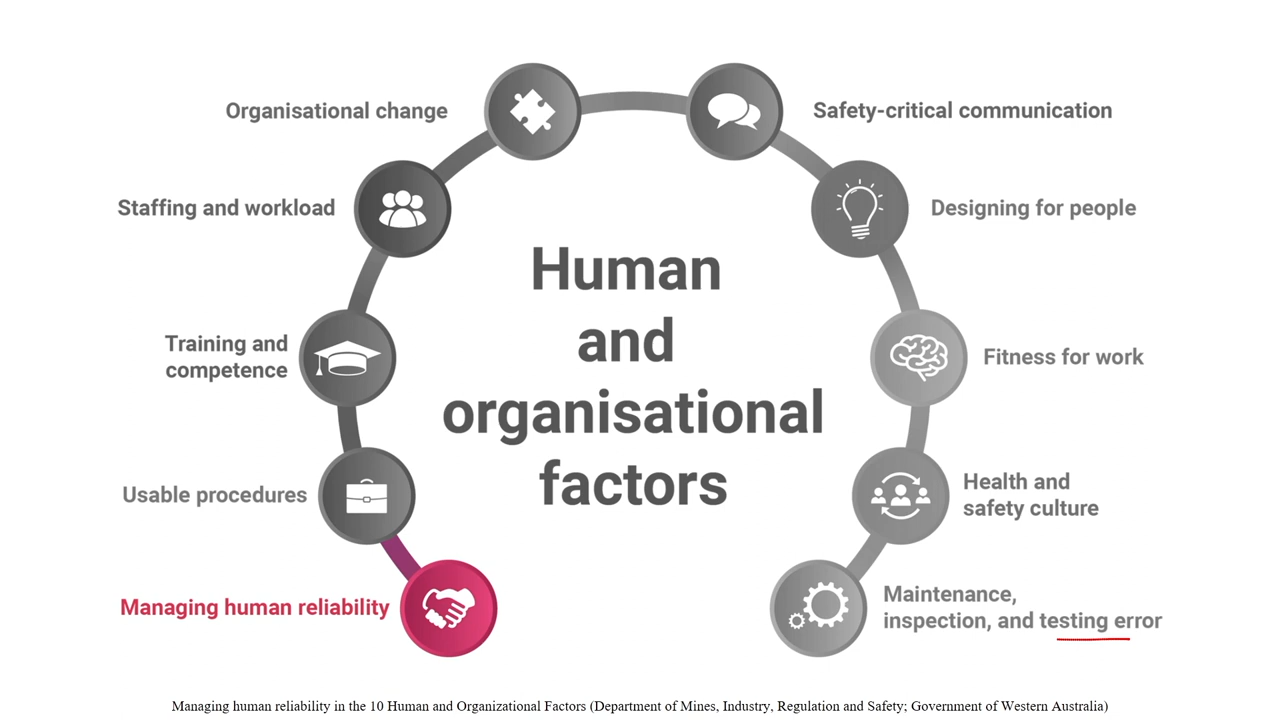 Organisational change
Safety-critical communication
Staffing and workload
Designing for people
Human
and
organisational
factors
Training and
competence
Fitness for work
Usable procedures
Health and
safety culture
Managing human reliability
Maintenance,
inspection, and testing error
Managing human reliability in the 10 Human and Organizational Factors (Department of Mines, Industry, Regulation and Safety; Government of Western Australia)